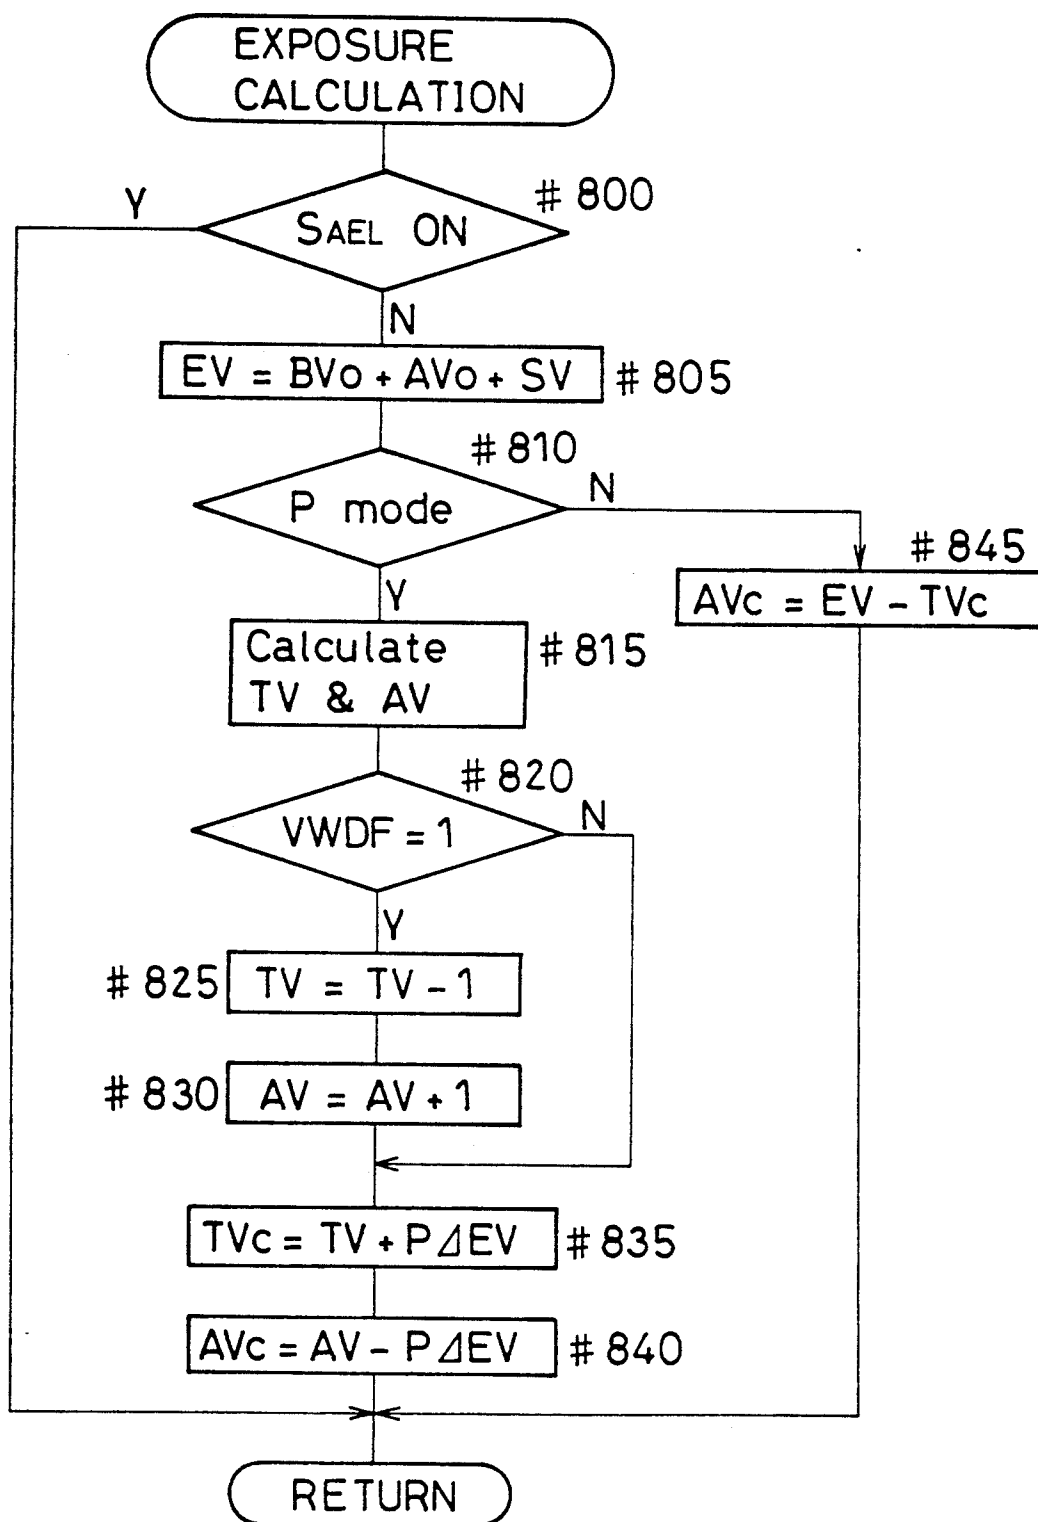 EXPOSURE
CALCULATION
Y
# 800
SAEL ON
N
EV = BVo + AVo + SV
# 805
# 810
P mode
N
Y
# 845
AVc = EV - TVc
Calculate
TV & AV
# 815
# 820
VWDF = 1
N
Y
# 825
TV = TV - 1
# 830
AV = AV + 1
TVc = TV + P⊿EV
# 835
AVc = AV - P⊿EV
# 840
RETURN